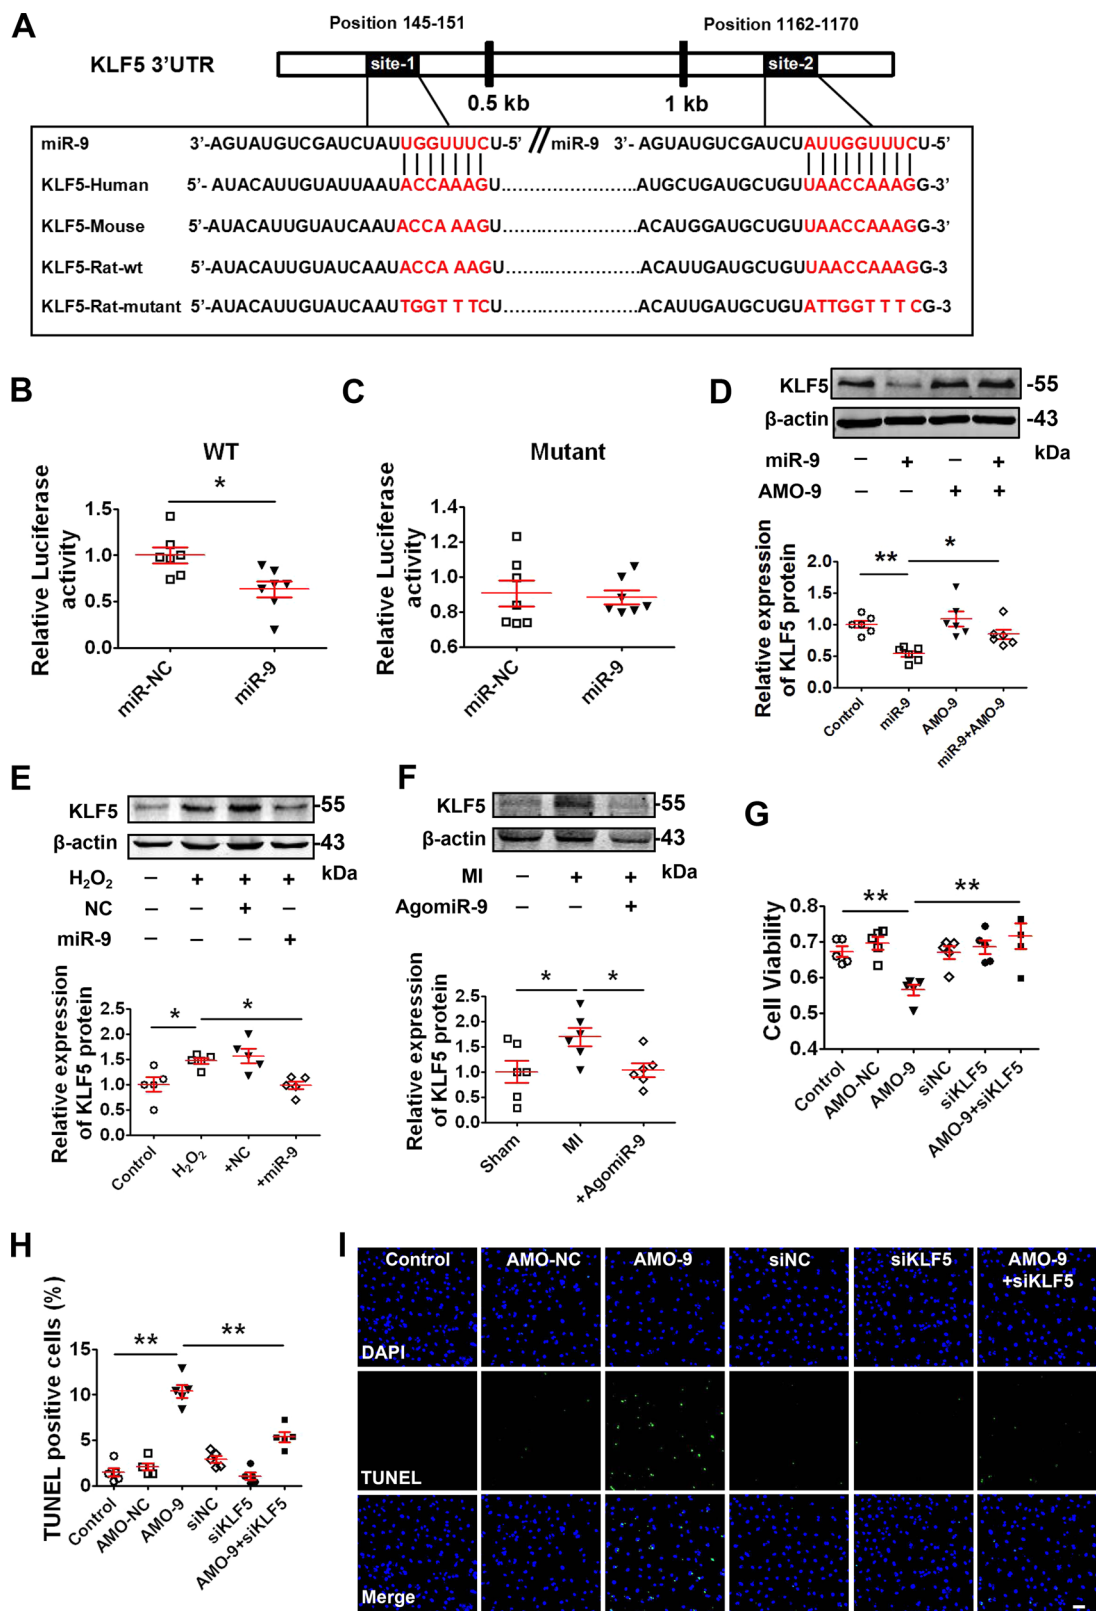 A
Position 145-151
Position 1162-1170
KLF5 3'UTR
site-1
site-2
0.5 kb
1 kb
miR-9 3'-AGUAUGUCGAUCUAUUGGUUUCU-5' // miR-9 3'-AGUAUGUCGAUCUAUUGGUUUCU-5'
KLF5-Human 5'- AUACAUUGUAUUAAUACCAAAGU........................AUGCUGAUGCUGUUAACCAAAGG-3'
KLF5-Mouse 5'-AUACAUUGUAUCAAUACCA AAGU........................ACAUGGAUGCUGUUAACCAAAGG-3'
KLF5-Rat-wt 5'-AUACAUUGUAUCAAUACCA AAGU........................ACAUUGAUGCUGUUAACCAAAGG-3
KLF5-Rat-mutant 5'-AUACAUUGUAUCAAUTGGT T TCU........................ACAUUGAUGCUGUATTGGT T T CG-3
B
WT
*
Relative Luciferase activity
1.5
1.0
0.5
0.0
miR-NC
miR-9
C
Mutant
Relative Luciferase activity
1.4
1.2
1.0
0.8
0.6
miR-NC
miR-9
D
KLF5
-55
β-actin
-43
kDa
miR-9 − + − +
AMO-9 − − + +
Relative expression of KLF5 protein
2.0
1.5
1.0
0.5
0.0
**
*
Control
miR-9
AMO-9
miR-9+AMO-9
E
KLF5
-55
β-actin
-43
kDa
H2O2 − + + +
NC − − + −
miR-9 − − − +
Relative expression of KLF5 protein
2.5
2.0
1.5
1.0
0.5
0.0
*
*
Control
H2O2
+NC
+miR-9
F
KLF5
-55
β-actin
-43
kDa
MI − + +
AgomiR-9 − − +
Relative expression of KLF5 protein
2.5
2.0
1.5
1.0
0.5
0.0
*
*
Sham
MI
+AgomiR-9
G
Cell Viability
0.8
0.7
0.6
0.5
0.4
**
**
Control
AMO-NC
AMO-9
siNC
siKLF5
AMO-9+siKLF5
H
TUNEL positive cells (%)
15
10
5
0
**
**
Control
AMO-NC
AMO-9
siNC
siKLF5
AMO-9+siKLF5
I
Control
AMO-NC
AMO-9
siNC
siKLF5
AMO-9
+siKLF5
DAPI
TUNEL
Merge